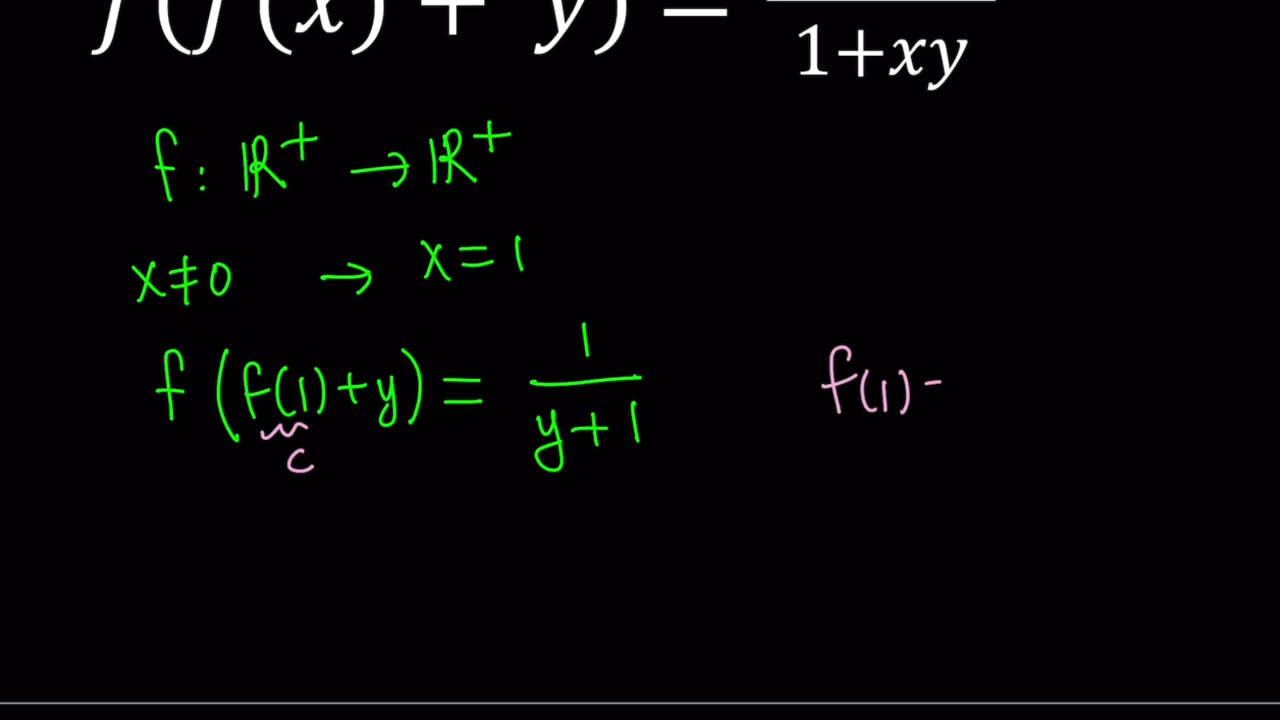 f(f(x) + y) =
1+xy
f: ℝ⁺ → ℝ⁺
x≠0 → x=1
f(f(1)+y) = 1/(y+1) f(1) -
c